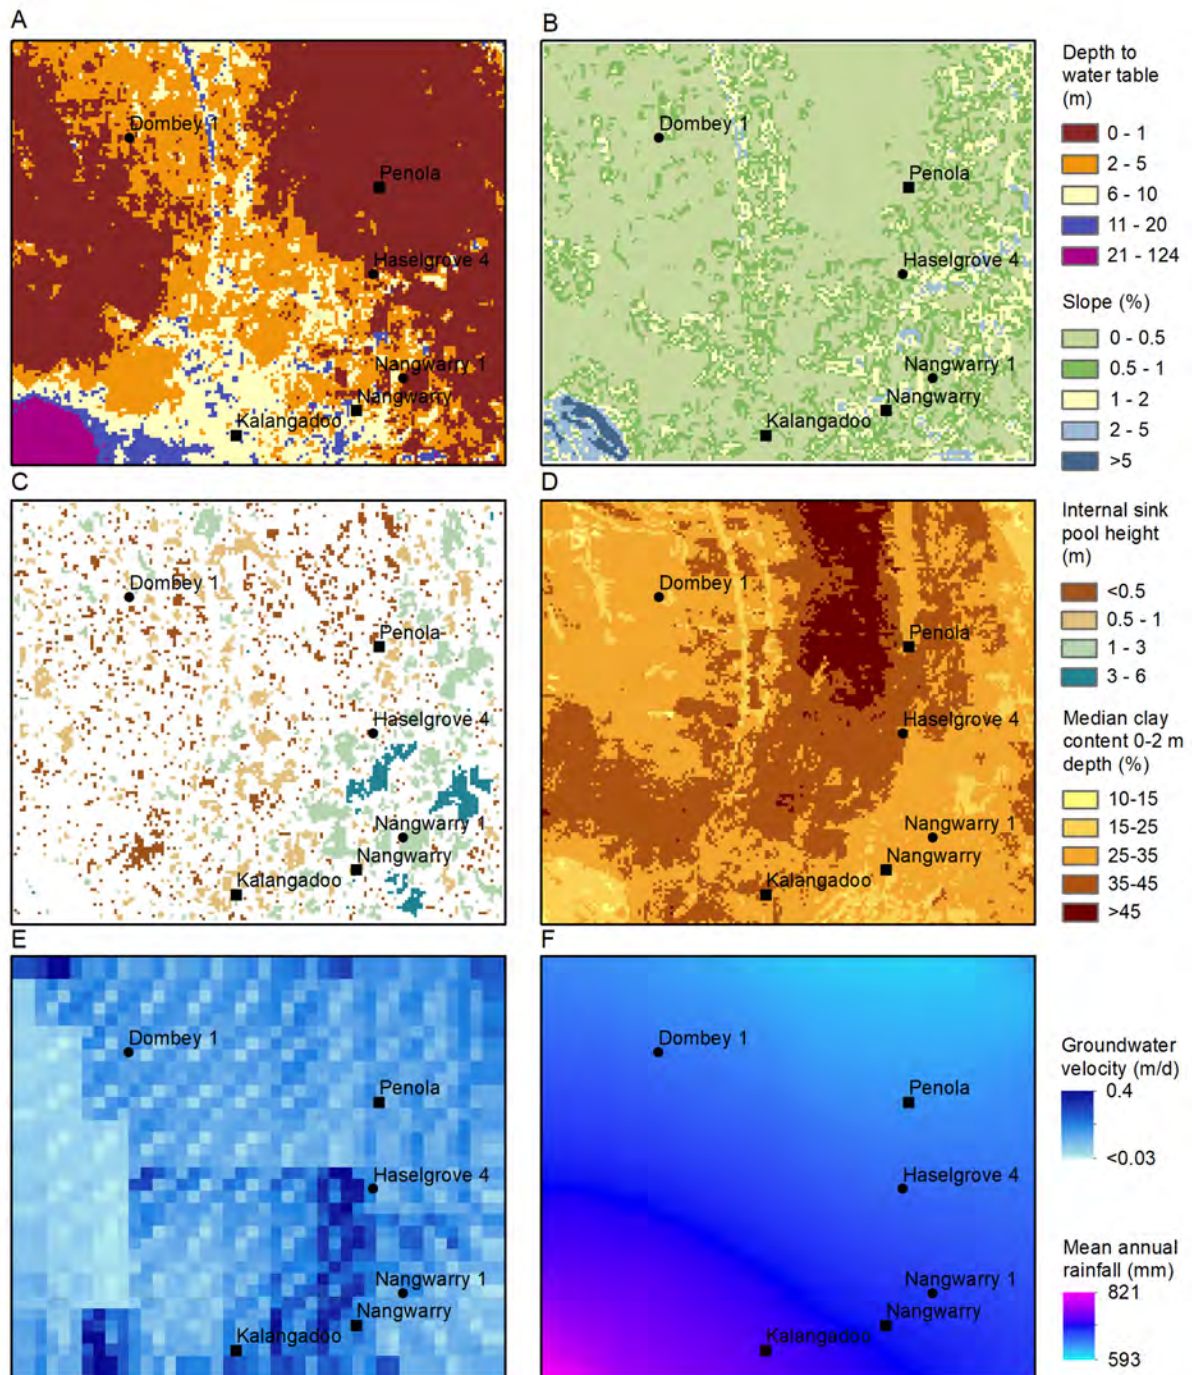 A
B
Dombey 1
Penola
Haselgrove 4
Nangwarry 1
Nangwarry
Kalangadoo
Dombey 1
Penola
Haselgrove 4
Nangwarry 1
Nangwarry
Kalangadoo
Depth to
water table
(m)
0 - 1
2 - 5
6 - 10
11 - 20
21 - 124
Slope (%)
0 - 0.5
0.5 - 1
1 - 2
2 - 5
>5
C
D
Dombey 1
Penola
Haselgrove 4
Nangwarry 1
Nangwarry
Kalangadoo
Dombey 1
Penola
Haselgrove 4
Nangwarry 1
Nangwarry
Kalangadoo
Internal sink
pool height
(m)
<0.5
0.5 - 1
1 - 3
3 - 6
Median clay
content 0-2 m
depth (%)
10-15
15-25
25-35
35-45
>45
E
F
Dombey 1
Penola
Haselgrove 4
Nangwarry 1
Nangwarry
Kalangadoo
Dombey 1
Penola
Haselgrove 4
Nangwarry 1
Nangwarry
Kalangadoo
Groundwater
velocity (m/d)
0.4
<0.03
Mean annual
rainfall (mm)
821
593